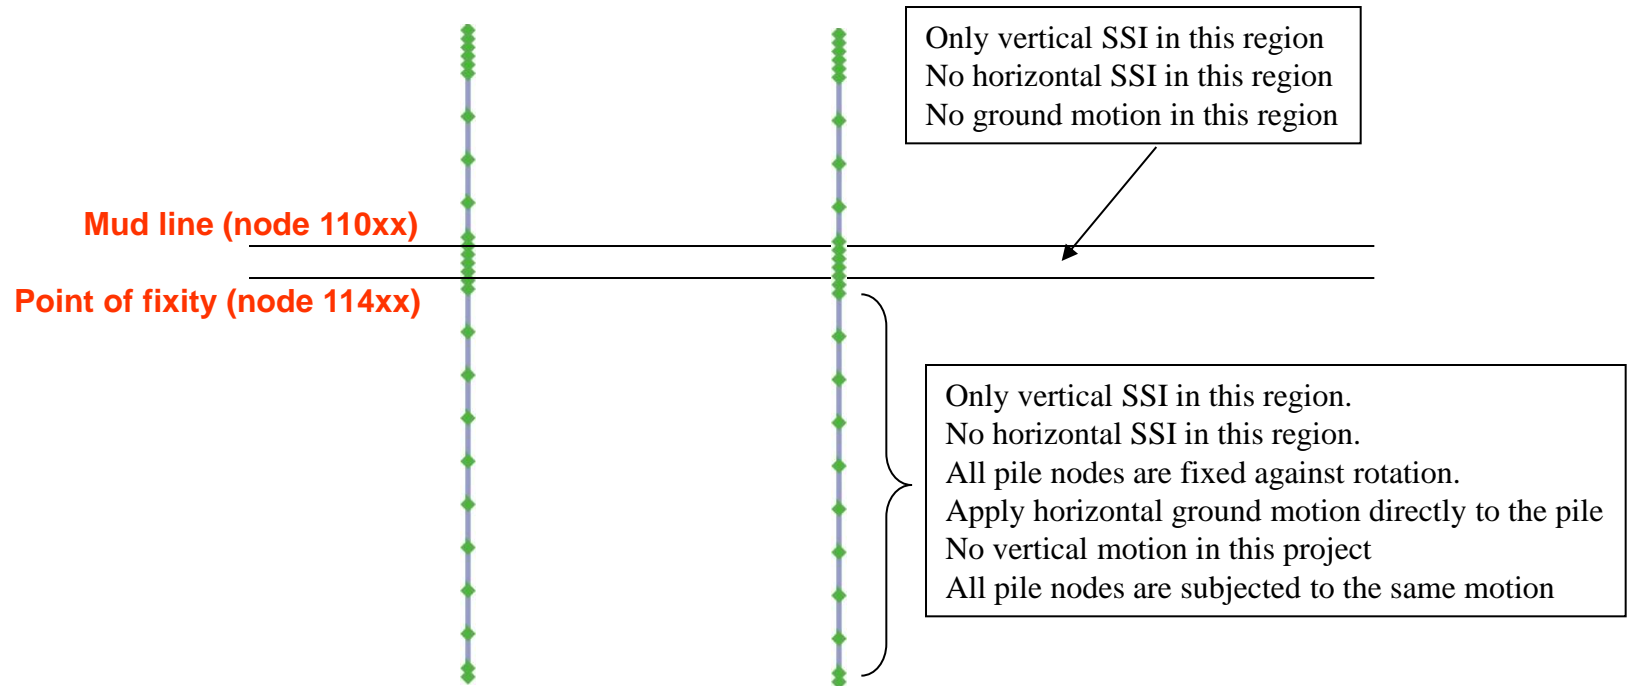 Only vertical SSI in this region
No horizontal SSI in this region
No ground motion in this region
Mud line (node 110xx)
Point of fixity (node 114xx)
Only vertical SSI in this region.
No horizontal SSI in this region.
All pile nodes are fixed against rotation.
Apply horizontal ground motion directly to the pile
No vertical motion in this project
All pile nodes are subjected to the same motion